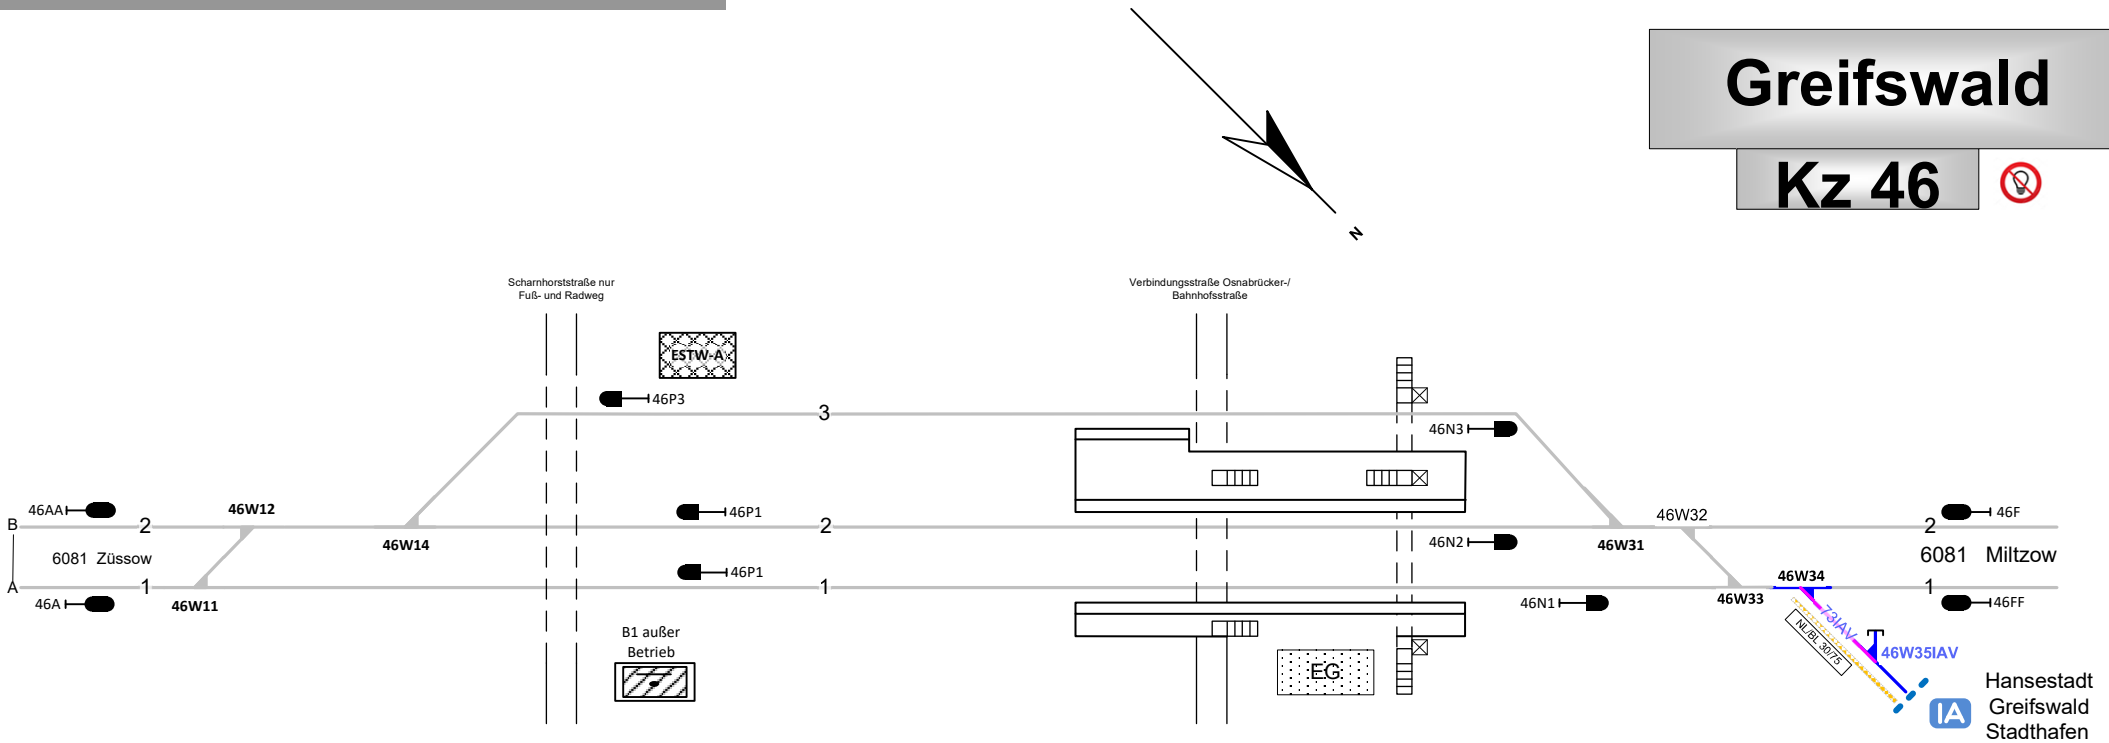 Greifswald
Kz 46
N
Scharnhorststraße nur
Fuß- und Radweg
Verbindungsstraße Osnabrücker-/
Bahnhofsstraße
ESTW-A
46P3
3
46N3
46AA
46W12
46P1
46W32
46F
B
2
2
2
46W14
46N2
46W31
6081 Züssow
6081 Miltzow
46P1
46W34
A
1
1
1
46A
46W11
46N1
46W33
46FF
73IAV
NL/BL 30/75
B1 außer
Betrieb
EG
46W35IAV
IA
Hansestadt
Greifswald
Stadthafen